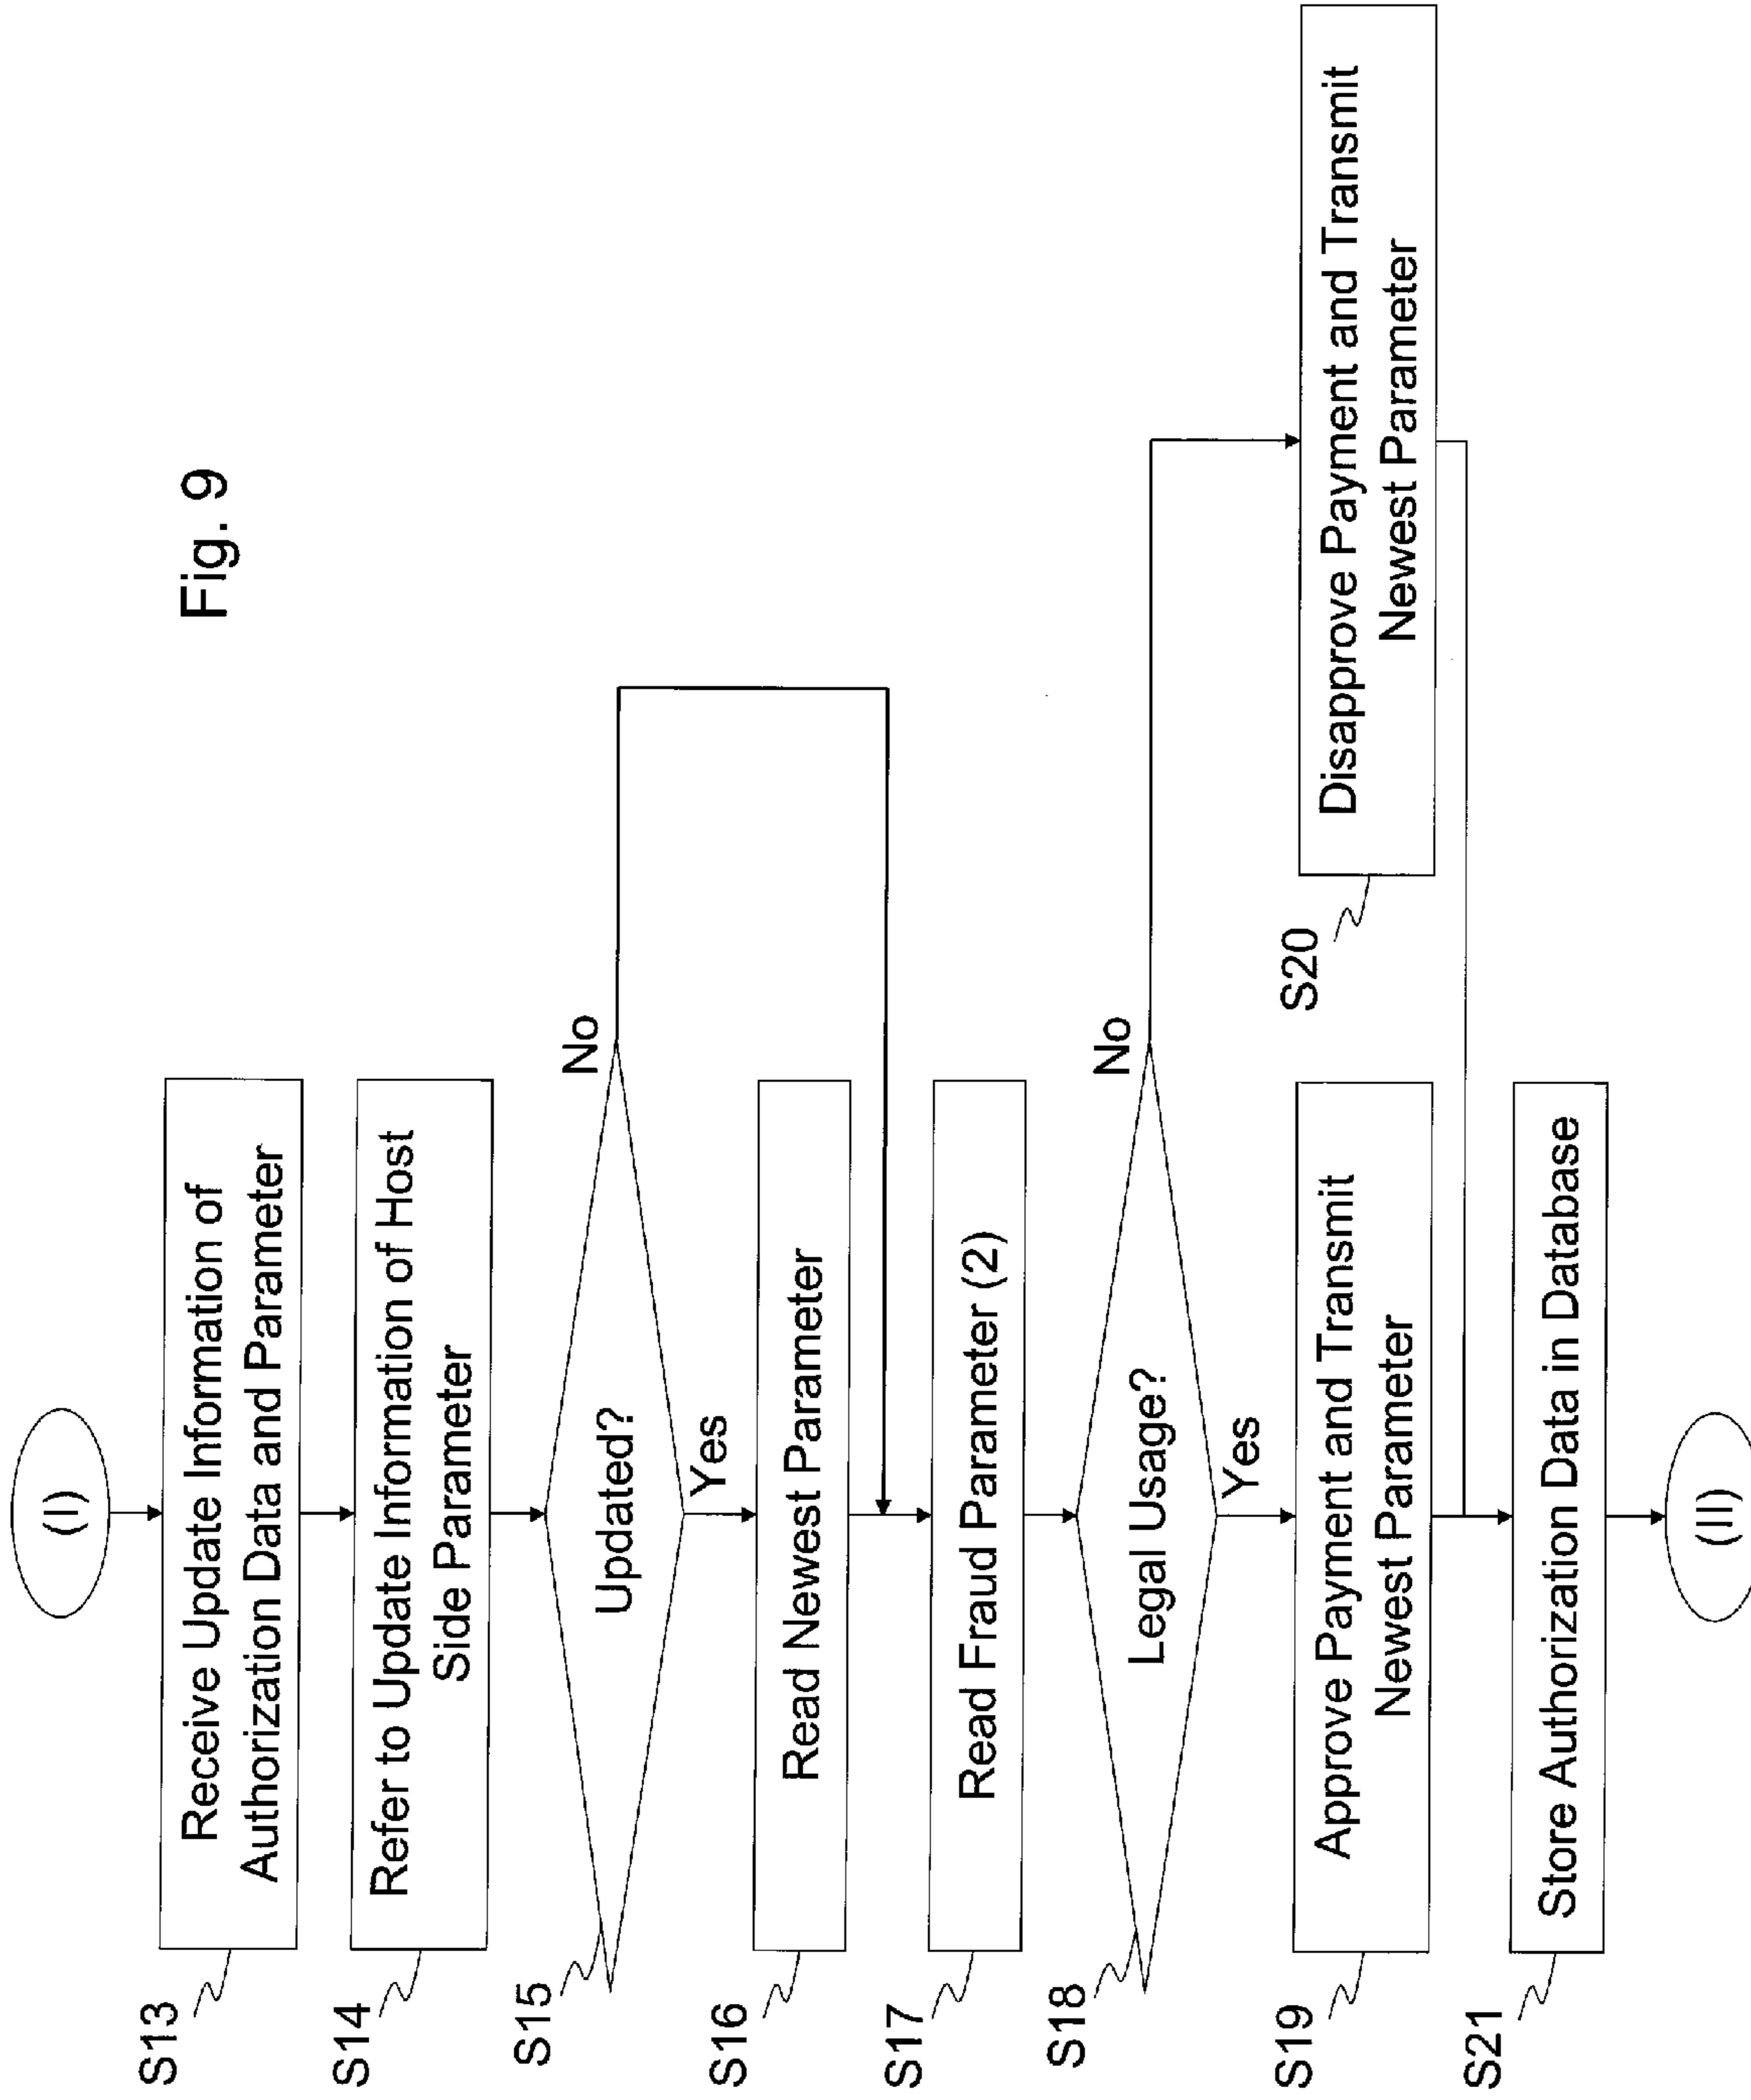 Fig. 9
(I)
S13
Receive Update Information of
Authorization Data and Parameter
S14
Refer to Update Information of Host
Side Parameter
S15
Updated?
No
Yes
S16
Read Newest Parameter
S17
Read Fraud Parameter (2)
S18
Legal Usage?
No
Yes
S19
Approve Payment and Transmit
Newest Parameter
S20
Disapprove Payment and Transmit
Newest Parameter
S21
Store Authorization Data in Database
(II)